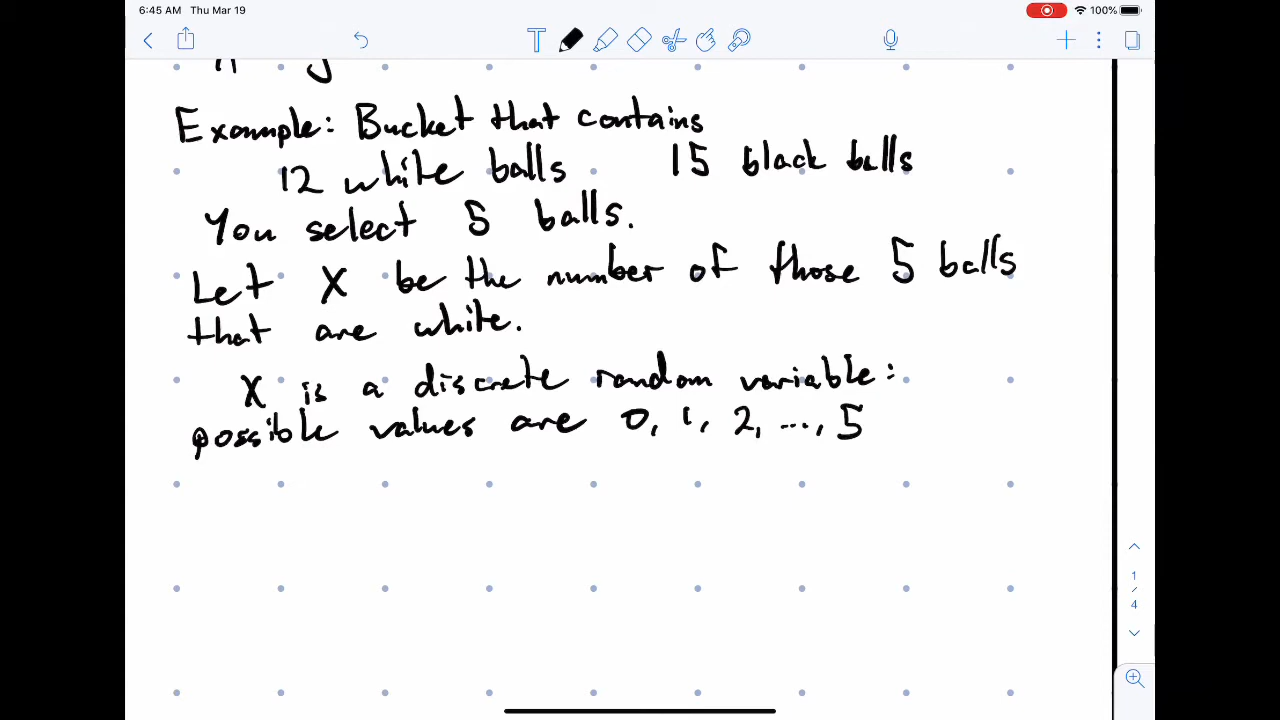 6:45 AM Thu Mar 19
100%
T
Example: Bucket that contains
12 white balls 15 black balls
You select 5 balls.
Let X be the number of those 5 balls
that are white.
X is a discrete random variable:
possible values are 0, 1, 2, ..., 5
1
/
4